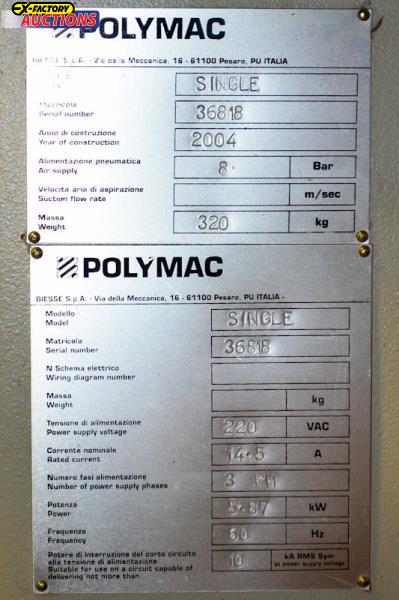 EX-FACTORY
AUCTIONS
POLYMAC
BIESSE S.p.A. - Via della Meccanica, 16 - 61100 Pesaro, PU ITALIA
SINGLE
Matricola
Serial number 36818
Anno di costruzione
Year of construction 2004
Alimentazione pneumatica
Air supply 8 Bar
Velocità aria di aspirazione
Suction flow rate m/sec
Massa
Weight 320 kg
POLYMAC
BIESSE S.p.A. - Via della Meccanica, 16 - 61100 Pesaro, PU ITALIA -
Modello
Model SINGLE
Matricola
Serial number 36818
N Schema elettrico
Wiring diagram number
Massa
Weight kg
Tensione di alimentazione
Power supply voltage 220 VAC
Corrente nominale
Rated current 14.5 A
Numero fasi alimentazione
Number of power supply phases 3 PH
Potenza
Power 5.87 kW
Frequenza
Frequency 60 Hz
Potere di interruzione del corto circuito
alla tensione di alimentazione
Suitable for use on a circuit capable of
delivering not more than 10 kA RMS Sym
at power supply voltage